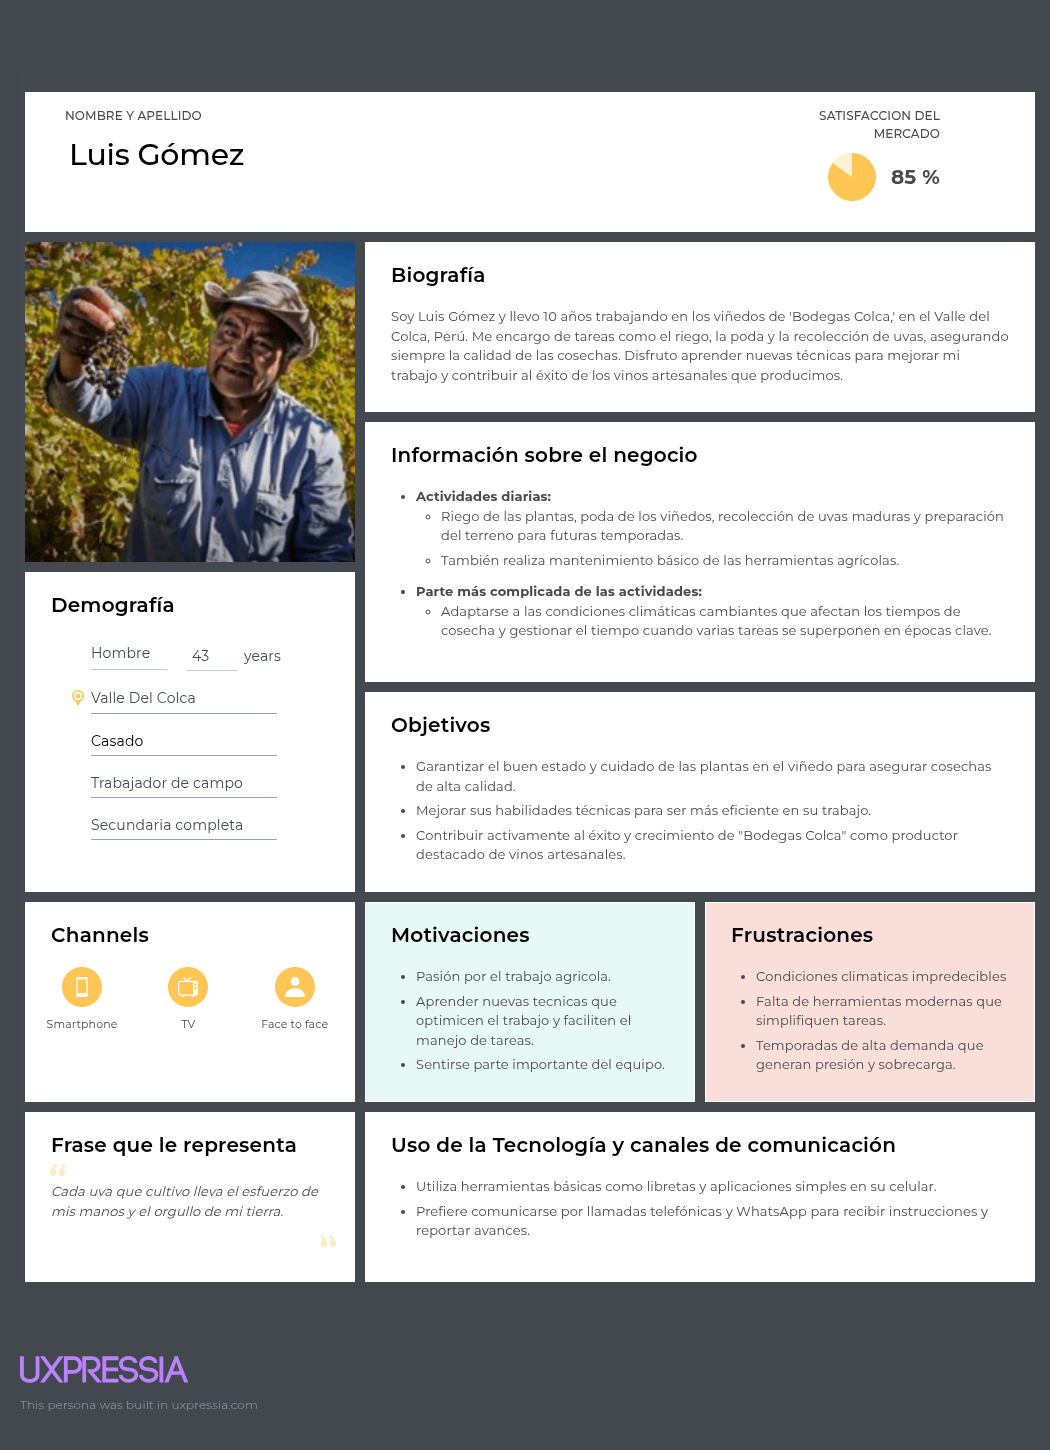 NOMBRE Y APELLIDO
Luis Gómez
SATISFACCION DEL
MERCADO
85 %
Biografía
Soy Luis Gómez y llevo 10 años trabajando en los viñedos de 'Bodegas Colca,' en el Valle del
Colca, Perú. Me encargo de tareas como el riego, la poda y la recolección de uvas, asegurando
siempre la calidad de las cosechas. Disfruto aprender nuevas técnicas para mejorar mi
trabajo y contribuir al éxito de los vinos artesanales que producimos.
Información sobre el negocio
Actividades diarias:
Riego de las plantas, poda de los viñedos, recolección de uvas maduras y preparación
del terreno para futuras temporadas.
También realiza mantenimiento básico de las herramientas agrícolas.
Parte más complicada de las actividades:
Adaptarse a las condiciones climáticas cambiantes que afectan los tiempos de
cosecha y gestionar el tiempo cuando varias tareas se superponen en épocas clave.
Demografía
Hombre 43 years
Valle Del Colca
Casado
Trabajador de campo
Secundaria completa
Objetivos
Garantizar el buen estado y cuidado de las plantas en el viñedo para asegurar cosechas
de alta calidad.
Mejorar sus habilidades técnicas para ser más eficiente en su trabajo.
Contribuir activamente al éxito y crecimiento de "Bodegas Colca" como productor
destacado de vinos artesanales.
Channels
Smartphone TV Face to face
Motivaciones
Pasión por el trabajo agricola.
Aprender nuevas tecnicas que
optimicen el trabajo y faciliten el
manejo de tareas.
Sentirse parte importante del equipo.
Frustraciones
Condiciones climaticas impredecibles
Falta de herramientas modernas que
simplifiquen tareas.
Temporadas de alta demanda que
generan presión y sobrecarga.
Frase que le representa
“
Cada uva que cultivo lleva el esfuerzo de
mis manos y el orgullo de mi tierra.
”
Uso de la Tecnología y canales de comunicación
Utiliza herramientas básicas como libretas y aplicaciones simples en su celular.
Prefiere comunicarse por llamadas telefónicas y WhatsApp para recibir instrucciones y
reportar avances.
UXPRESSIA
This persona was built in uxpressia.com